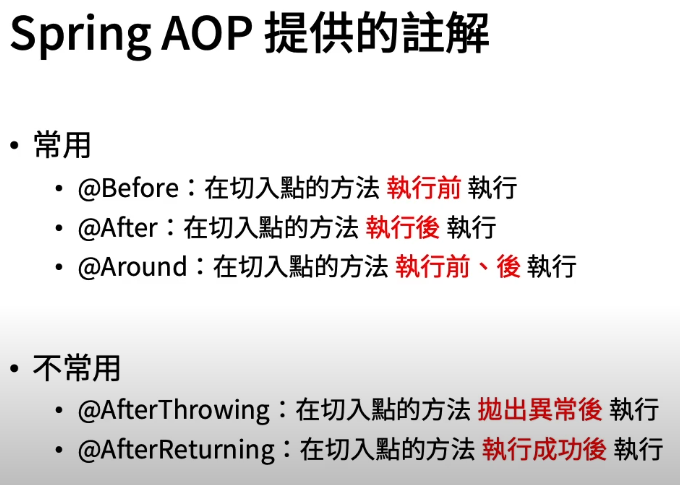 Spring AOP 提供的註解
• 常用
• @Before：在切入點的方法 執行前 執行
• @After：在切入點的方法 執行後 執行
• @Around：在切入點的方法 執行前、後 執行
• 不常用
• @AfterThrowing：在切入點的方法 拋出異常後 執行
• @AfterReturning：在切入點的方法 執行成功後 執行